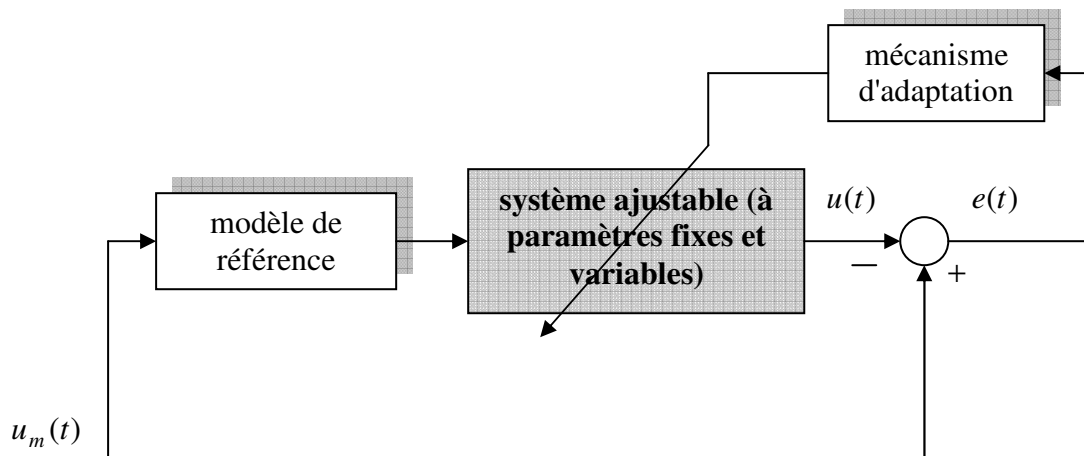 mécanisme
d'adaptation
système ajustable (à
paramètres fixes et
variables)
u(t)
e(t)
modèle de
référence
−
+
u_m(t)